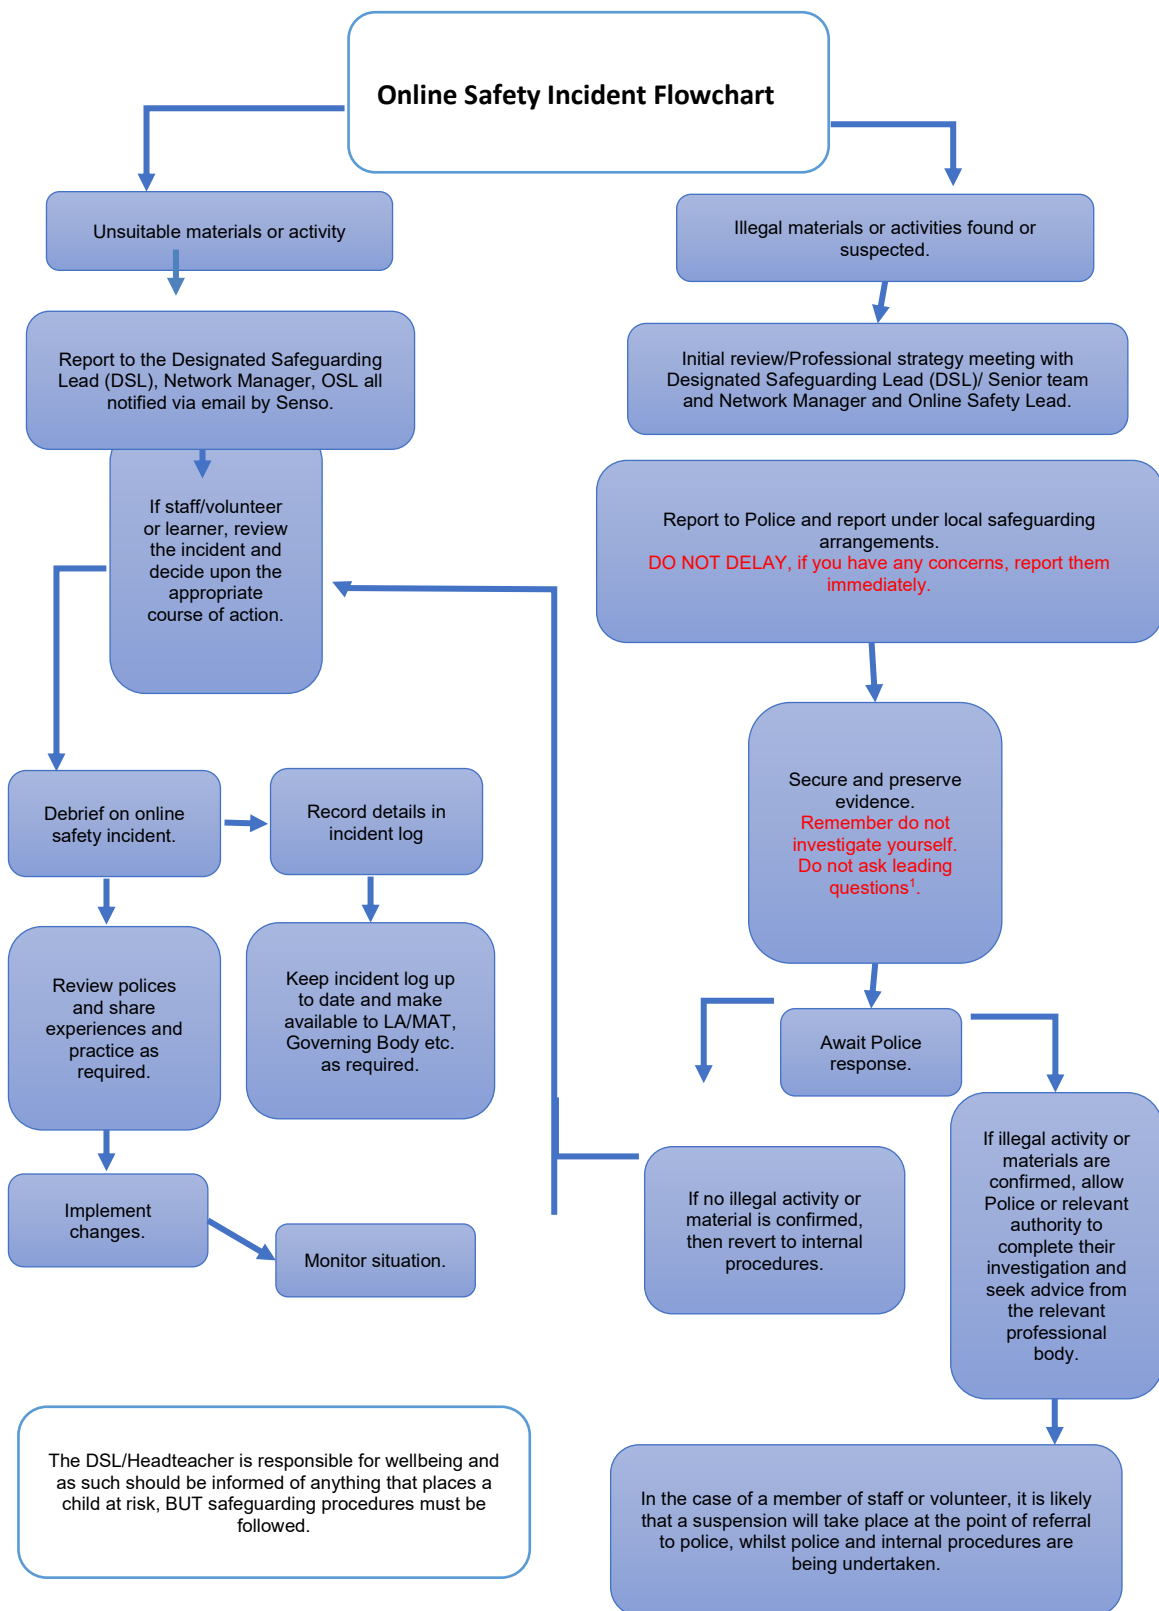 Online Safety Incident Flowchart
Unsuitable materials or activity
Report to the Designated Safeguarding
Lead (DSL), Network Manager, OSL all
notified via email by Senso.
If staff/volunteer
or learner, review
the incident and
decide upon the
appropriate
course of action.
Debrief on online
safety incident.
Record details in
incident log
Review polices
and share
experiences and
practice as
required.
Keep incident log up
to date and make
available to LA/MAT,
Governing Body etc.
as required.
Implement
changes.
Monitor situation.
Illegal materials or activities found or
suspected.
Initial review/Professional strategy meeting with
Designated Safeguarding Lead (DSL)/ Senior team
and Network Manager and Online Safety Lead.
Report to Police and report under local safeguarding
arrangements.
DO NOT DELAY, if you have any concerns, report them
immediately.
Secure and preserve
evidence.
Remember do not
investigate yourself.
Do not ask leading
questions¹.
Await Police
response.
If no illegal activity or
material is confirmed,
then revert to internal
procedures.
If illegal activity or
materials are
confirmed, allow
Police or relevant
authority to
complete their
investigation and
seek advice from
the relevant
professional
body.
In the case of a member of staff or volunteer, it is likely
that a suspension will take place at the point of referral
to police, whilst police and internal procedures are
being undertaken.
The DSL/Headteacher is responsible for wellbeing and
as such should be informed of anything that places a
child at risk, BUT safeguarding procedures must be
followed.